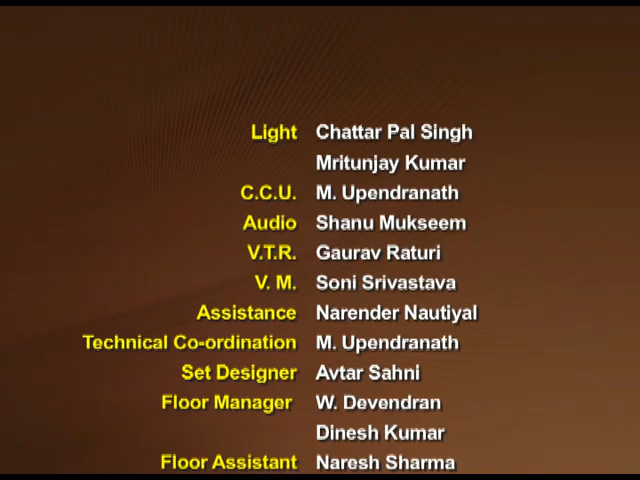 Light Chattar Pal Singh
Mritunjay Kumar
C.C.U. M. Upendranath
Audio Shanu Mukseem
V.T.R. Gaurav Raturi
V. M. Soni Srivastava
Assistance Narender Nautiyal
Technical Co-ordination M. Upendranath
Set Designer Avtar Sahni
Floor Manager W. Devendran
Dinesh Kumar
Floor Assistant Naresh Sharma